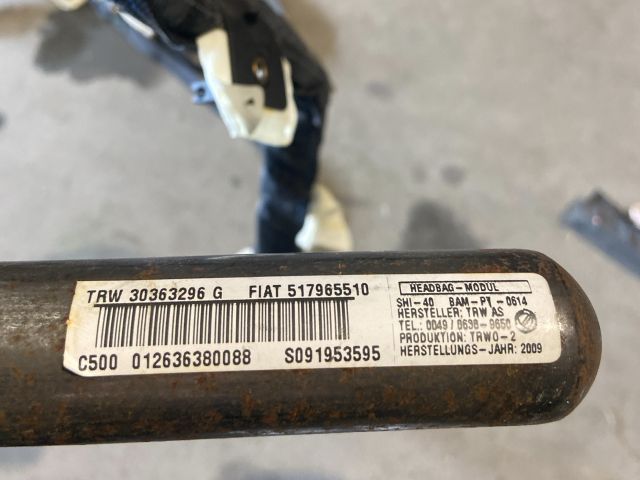 TRW 30363296 G FIAT 517965510
C500 012636380088 S091953595
HEADBAG-MODUL
SHI-40 BAM-PT-0614
HERSTELLER: TRW AS
TEL.: 0049/0638-9650
PRODUKTION: TRWO-2
HERSTELLUNGS-JAHR: 2009